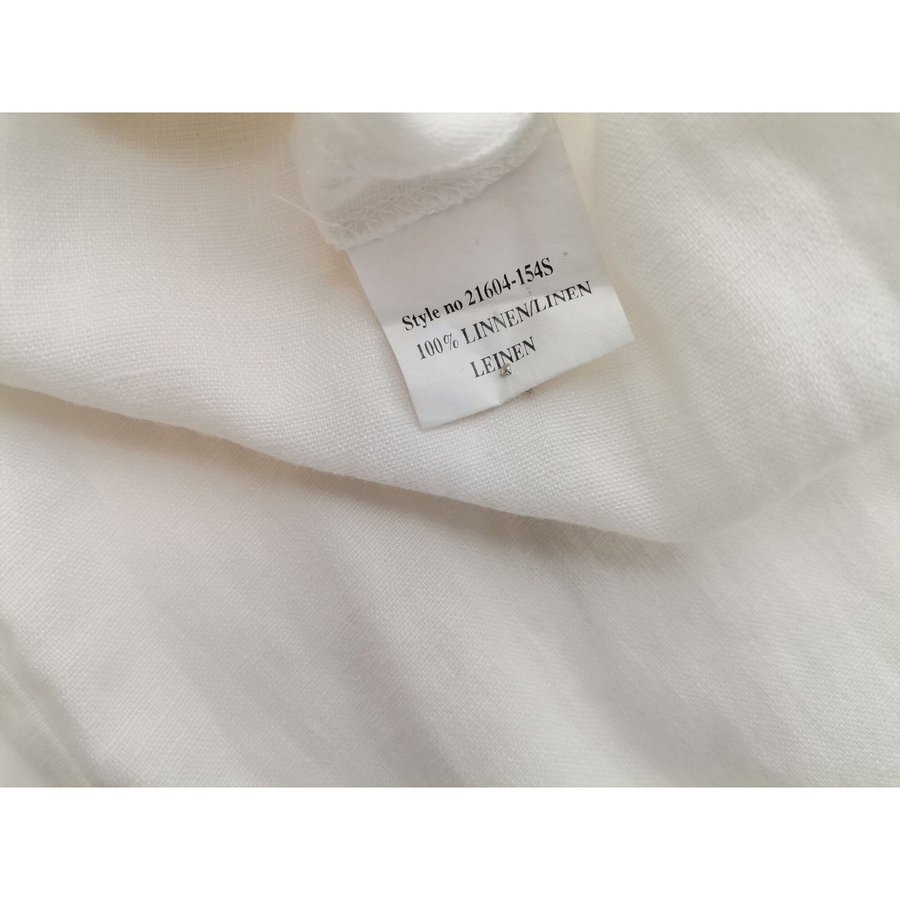 Style no 21604-154S
100% LINNEN/LINEN
LEINEN